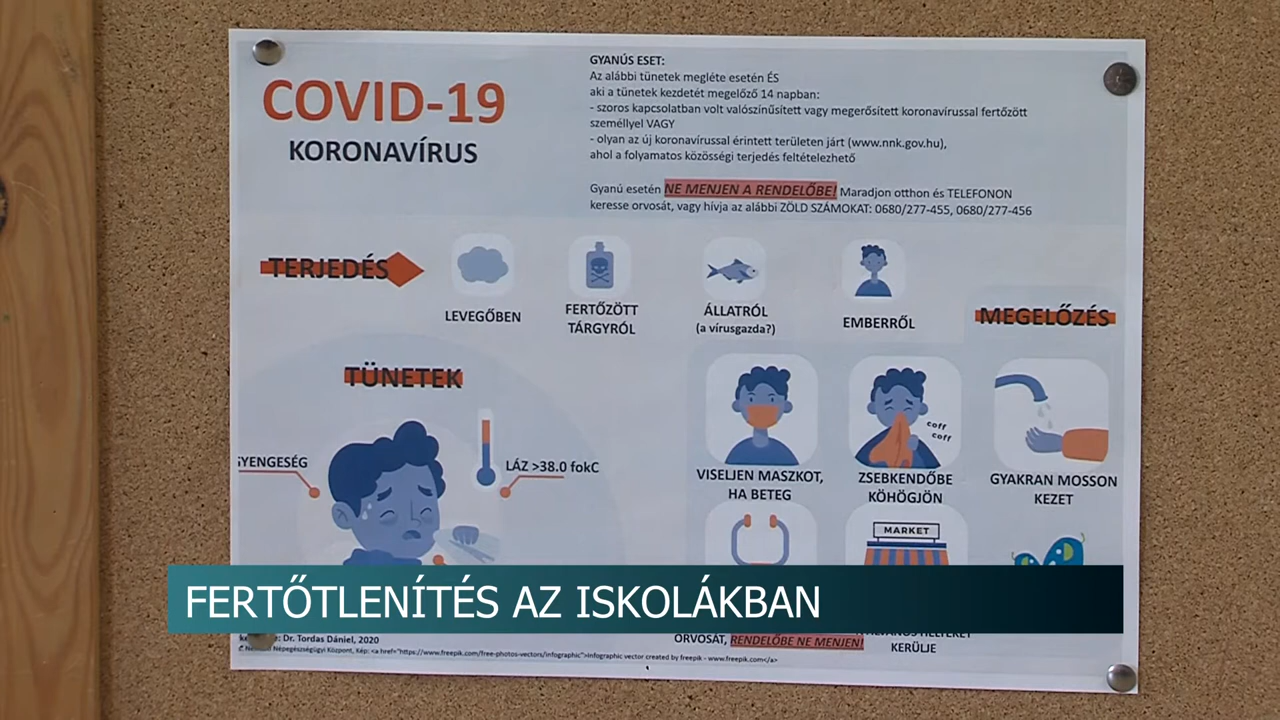 COVID-19
KORONAVÍRUS
GYANÚS ESET:
Az alábbi tünetek megléte esetén ÉS
aki a tünetek kezdetét megelőző 14 napban:
- szoros kapcsolatban volt valószínűsített vagy megerősített koronavírussal fertőzött
személlyel VAGY
- olyan az új koronavírussal érintett területen járt (www.nnk.gov.hu),
ahol a folyamatos közösségi terjedés feltételezhető
Gyanú esetén NE MENJEN A RENDELŐBE! Maradjon otthon és TELEFONON
keresse orvosát, vagy hívja az alábbi ZÖLD SZÁMOKAT: 0680/277-455, 0680/277-456
TERJEDÉS
LEVEGŐBEN
FERTŐZÖTT
TÁRGYRÓL
ÁLLATRÓL
(a vírusgazda?)
EMBERRŐL
MEGELŐZÉS
TÜNETEK
GYENGESÉG
LÁZ >38.0 fokC
coff
coff
VISELJEN MASZKOT,
HA BETEG
ZSEBKENDŐBE
KÖHÖGJÖN
GYAKRAN MOSSON
KEZET
MARKET
FERTŐTLENÍTÉS AZ ISKOLÁKBAN
Dr. Tordas Dániel, 2020
ORVOSÁT, RENDELŐBE NE MENJEN!
KERÜLJE
Népegészségügyi Központ, Kép: <a href="https://www.freepik.com/free-photos-vectors/infographic">Infographic vector created by freepik - www.freepik.com</a>